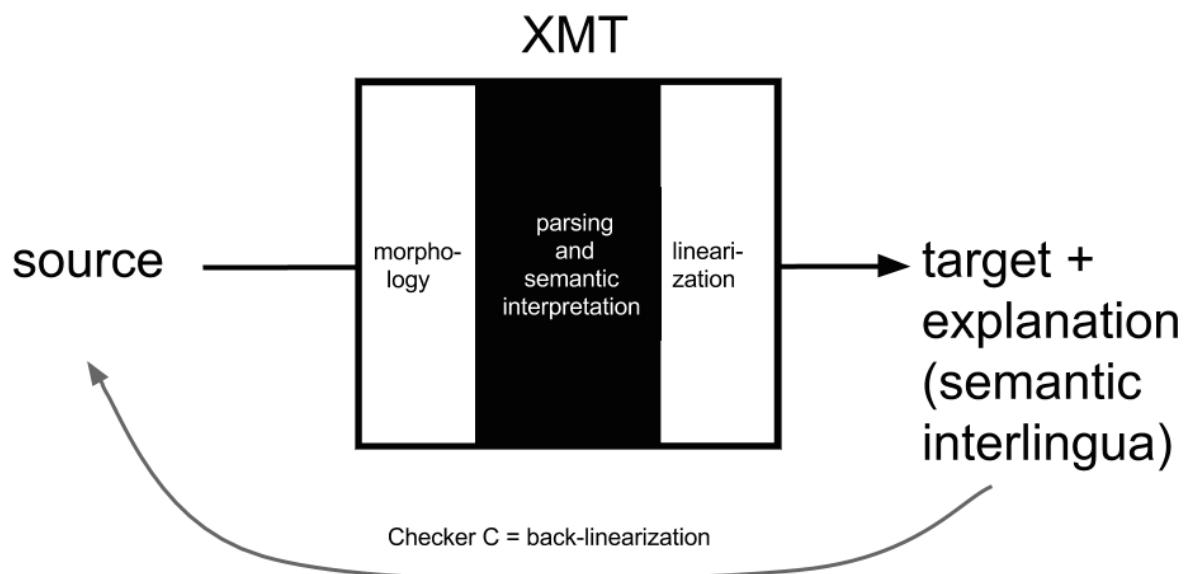 XMT
source
morpho-
logy
parsing
and
semantic
interpretation
lineari-
zation
target +
explanation
(semantic
interlingua)
Checker C = back-linearization